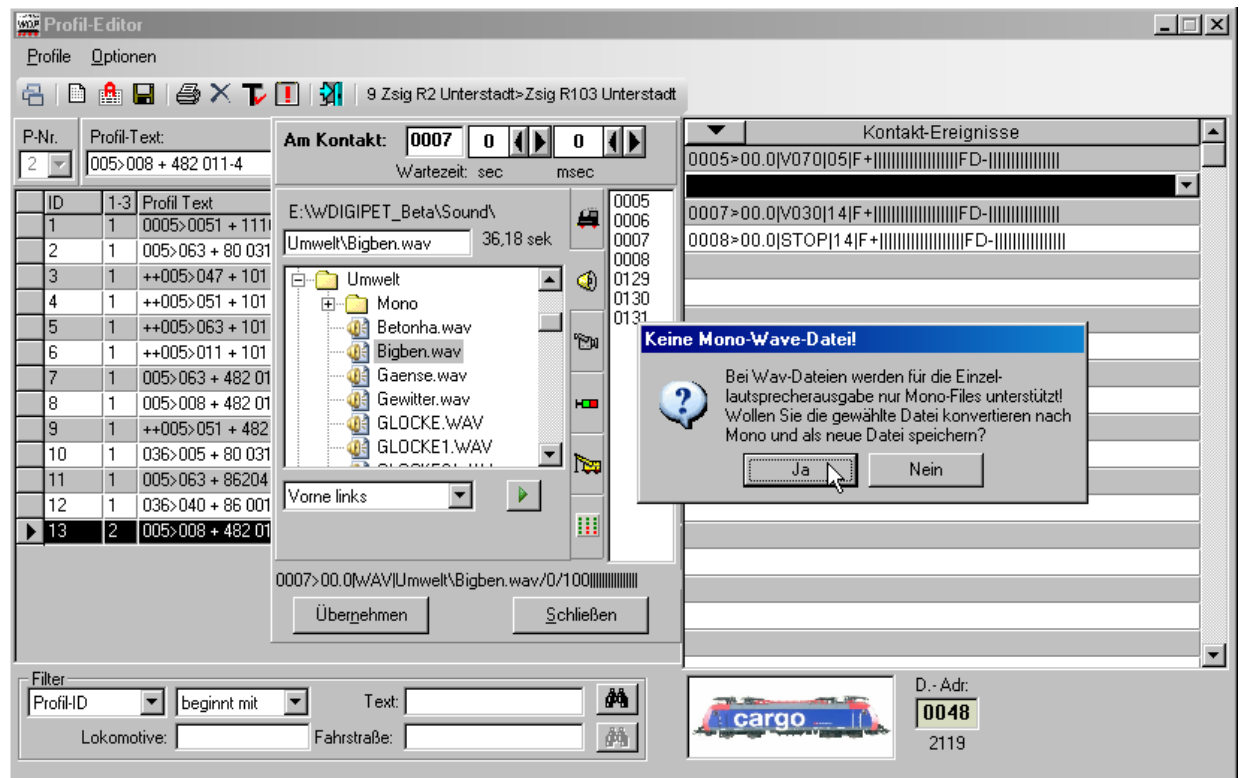 Profil-Editor
Profile Optionen
9 Zsig R2 Unterstadt>Zsig R103 Unterstadt
P-Nr. Profil-Text:
2 005>008 + 482 011-4
ID 1-3 Profil Text
1 1 0005>0051 + 111
2 1 005>063 + 80 031
3 1 ++005>047 + 101
4 1 ++005>051 + 101
5 1 ++005>063 + 101
6 1 ++005>011 + 101
7 1 005>063 + 482 01
8 1 005>008 + 482 01
9 1 ++005>051 + 482
10 1 036>005 + 80 031
11 1 005>063 + 86204
12 1 036>040 + 86 001
13 2 005>008 + 482 01
Am Kontakt: 0007 0 0
Wartezeit: sec msec
E:\WDIGIPET_Beta\Sound\
Umwelt\Bigben.wav 36,18 sek
Umwelt
Mono
Betonha.wav
Bigben.wav
Gaense.wav
Gewitter.wav
GLOCKE.WAV
GLOCKE1.WAV
Vorne links
0005
0006
0007
0008
0129
0130
0131
0007>00.0|WAV|Umwelt\Bigben.wav/0/100||||||||||||||
Übernehmen Schließen
Kontakt-Ereignisse
0005>00.0|V070|05|F+||||||||||||||||||FD-|||||||||||||||
0007>00.0|V030|14|F+||||||||||||||||||FD-|||||||||||||||
0008>00.0|STOP|14|F+||||||||||||||||||FD-|||||||||||||||
Keine Mono-Wave-Datei!
Bei Wav-Dateien werden für die Einzel-
lautsprecherausgabe nur Mono-Files unterstützt!
Wollen Sie die gewählte Datei konvertieren nach
Mono und als neue Datei speichern?
Ja Nein
Filter
Profil-ID beginnt mit Text:
Lokomotive: Fahrstraße:
cargo
D.- Adr:
0048
2119